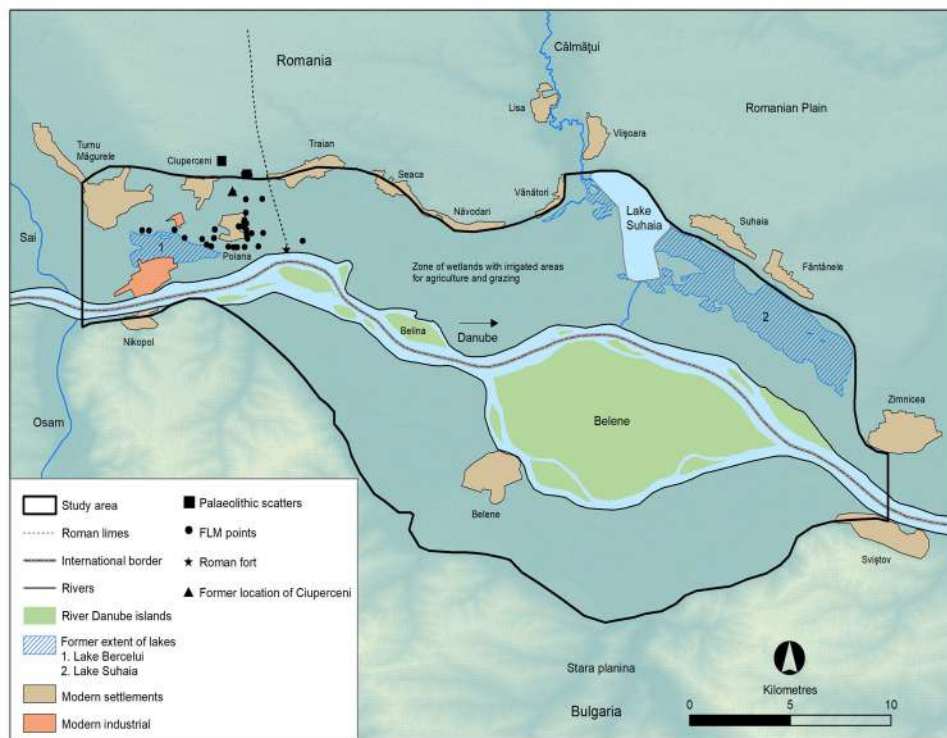 Romania
Călmățui
Lisa
Romanian Plain
Viișoara
Turnu
Măgurele
Ciuperceni
Traian
Seaca
Vânători
Năvodari
Lake
Suhaia
Suhaia
Fântânele
Sai
1
Poiana
Zone of wetlands with irrigated areas
for agriculture and grazing
2
Nikopol
Belina
Danube
Zimnicea
Osam
Belene
Belene
Sviștov
Stara planina
Bulgaria
Study area
Roman limes
International border
Rivers
River Danube islands
Former extent of lakes
1. Lake Bercelui
2. Lake Suhaia
Modern settlements
Modern industrial
Palaeolithic scatters
FLM points
Roman fort
Former location of Ciuperceni
Kilometres
0 5 10